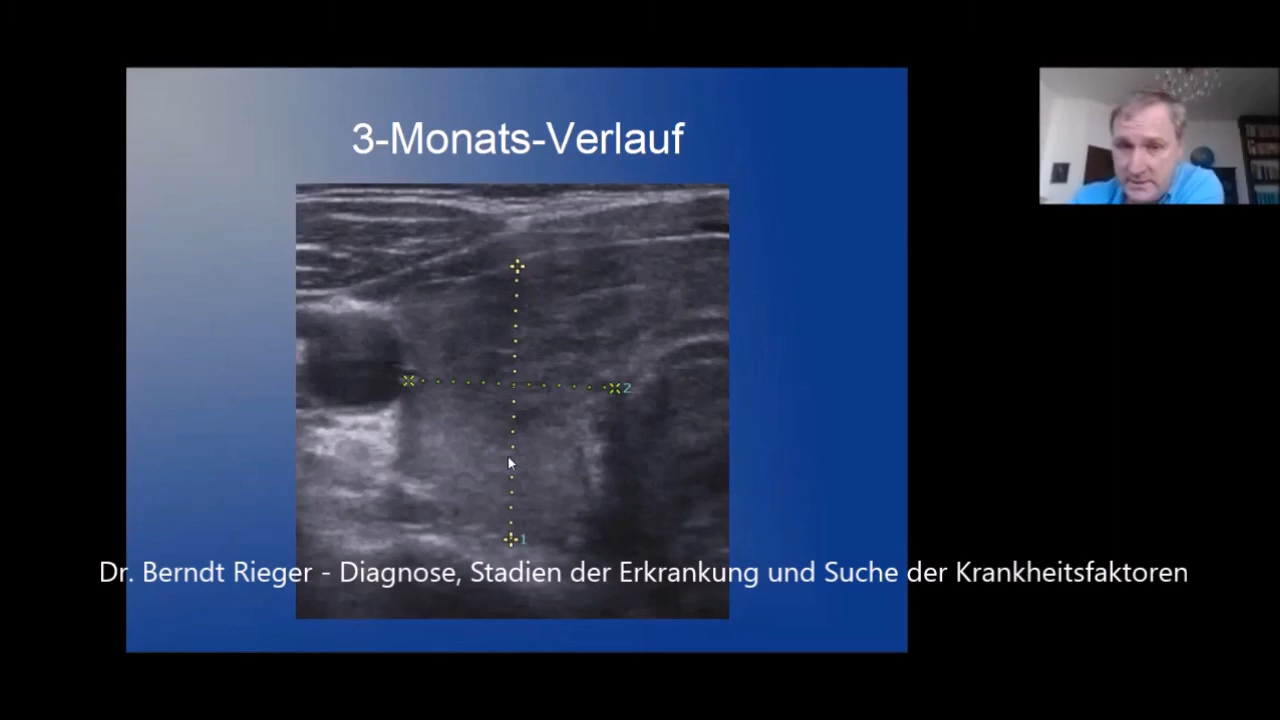 3-Monats-Verlauf
2
1
Dr. Berndt Rieger - Diagnose, Stadien der Erkrankung und Suche der Krankheitsfaktoren